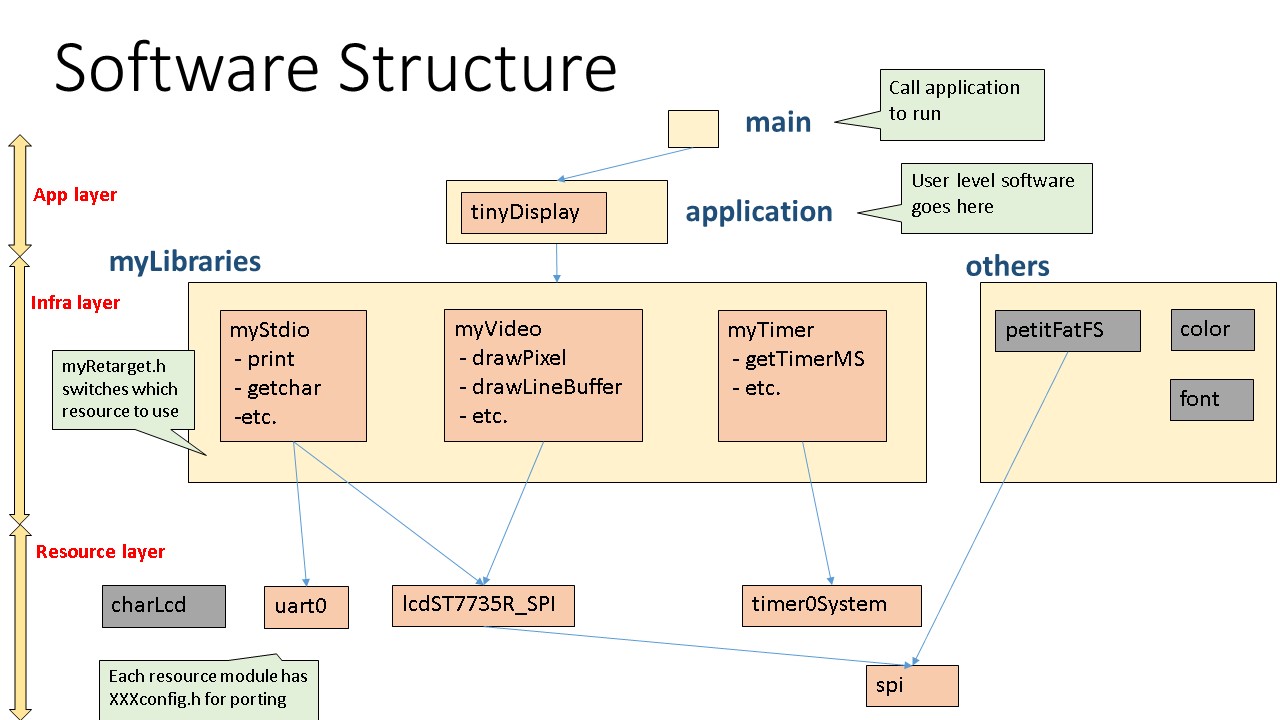 Software Structure
Call application
to run
main
App layer
User level software
goes here
tinyDisplay
application
myLibraries
others
Infra layer
myStdio
- print
- getchar
-etc.
myVideo
- drawPixel
- drawLineBuffer
- etc.
myTimer
- getTimerMS
- etc.
petitFatFS
color
font
myRetarget.h
switches which
resource to use
Resource layer
charLcd
uart0
lcdST7735R_SPI
timer0System
Each resource module has
XXXconfig.h for porting
spi